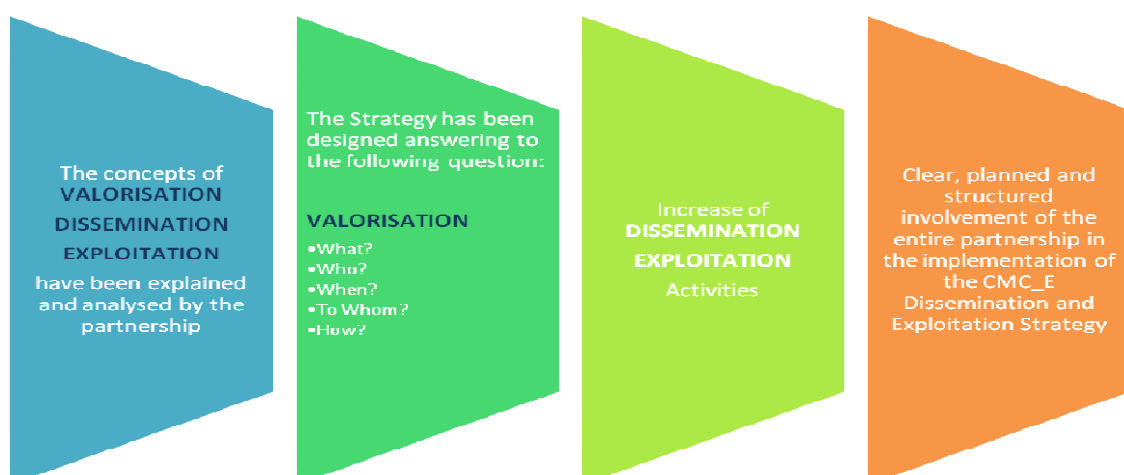 The concepts of
VALORISATION
DISSEMINATION
EXPLOITATION
have been explained
and analysed by the
partnership
The Strategy has been
designed answering to
the following question:
VALORISATION
•What?
•Who?
•When?
•To Whom?
•How?
Increase of
DISSEMINATION
EXPLOITATION
Activities
Clear, planned and
structured
involvement of the
entire partnership in
the implementation of
the CMC_E
Dissemination and
Exploitation Strategy